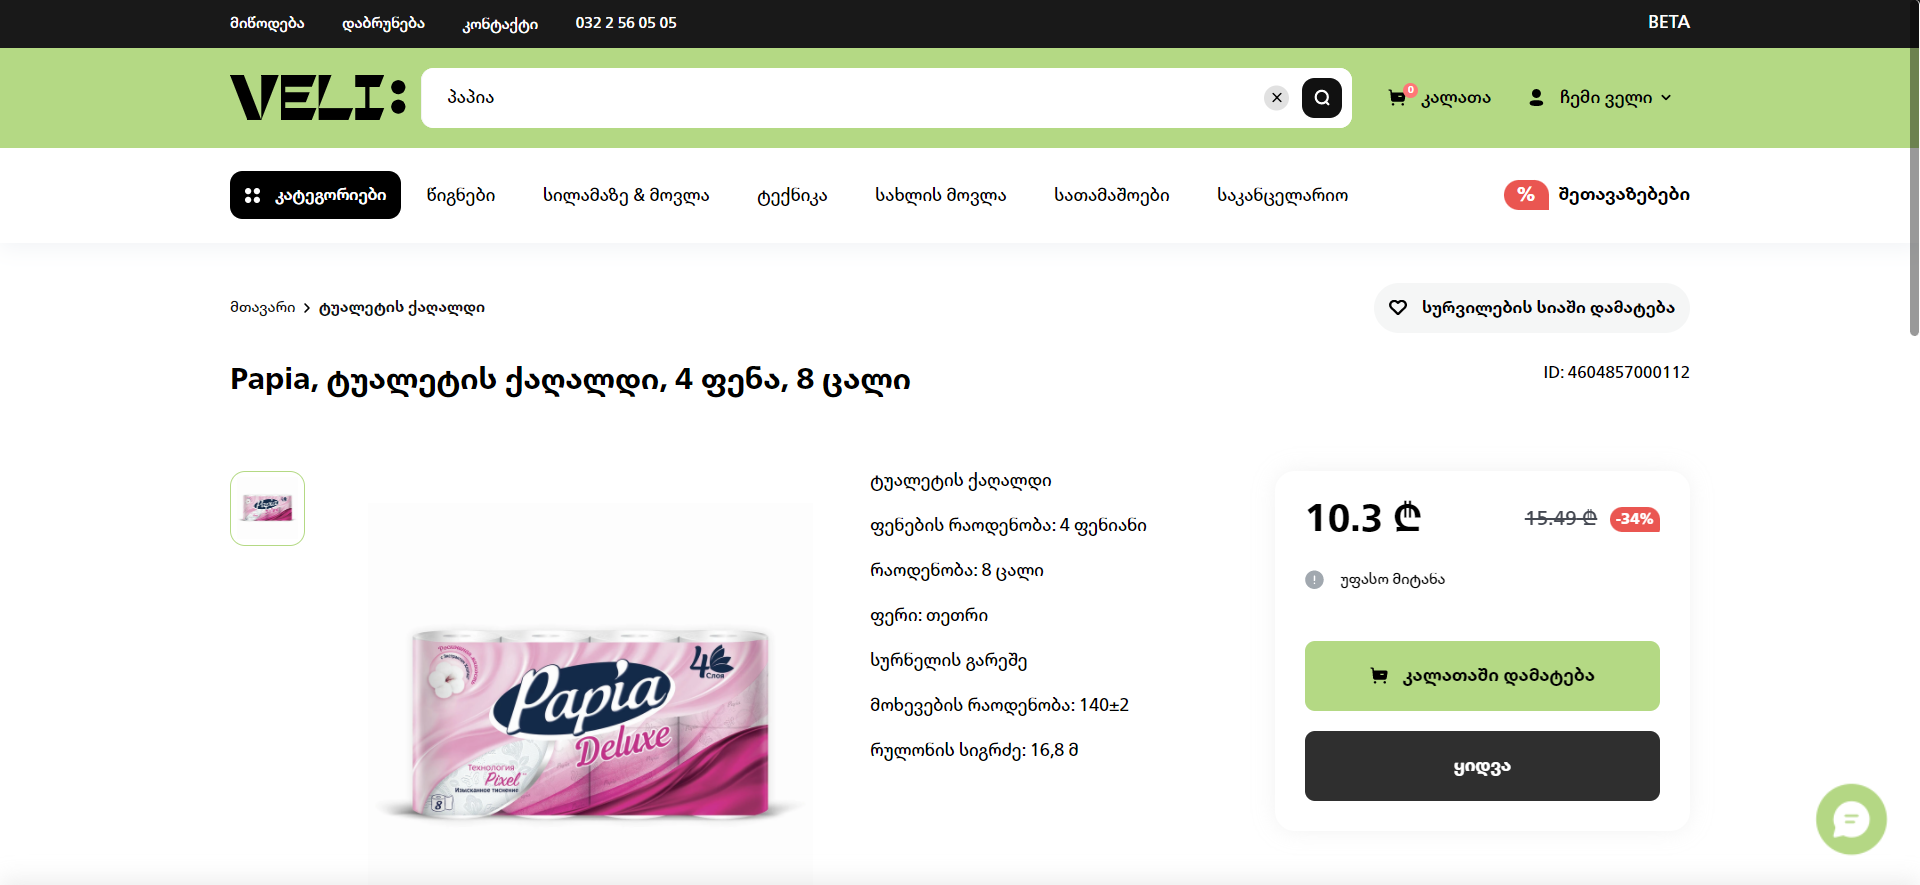 მიწოდება დაბრუნება კონტაქტი 032 2 56 05 05 BETA
VELI: პაპია 0 კალათა ჩემი ველი
კატეგორიები წიგნები სილამაზე & მოვლა ტექნიკა სახლის მოვლა სათამაშოები საკანცელარიო % შეთავაზებები
მთავარი > ტუალეტის ქაღალდი სურვილების სიაში დამატება
Papia, ტუალეტის ქაღალდი, 4 ფენა, 8 ცალი ID: 4604857000112
Papia
4
Слоя
Papia
Deluxe
Технология
Pixel
Изысканное тиснение
8
ტუალეტის ქაღალდი
ფენების რაოდენობა: 4 ფენიანი
რაოდენობა: 8 ცალი
ფერი: თეთრი
სურნელის გარეშე
მოხევების რაოდენობა: 140±2
რულონის სიგრძე: 16,8 მ
10.3 ₾ 15.49 ₾ -34%
უფასო მიტანა
კალათაში დამატება
ყიდვა